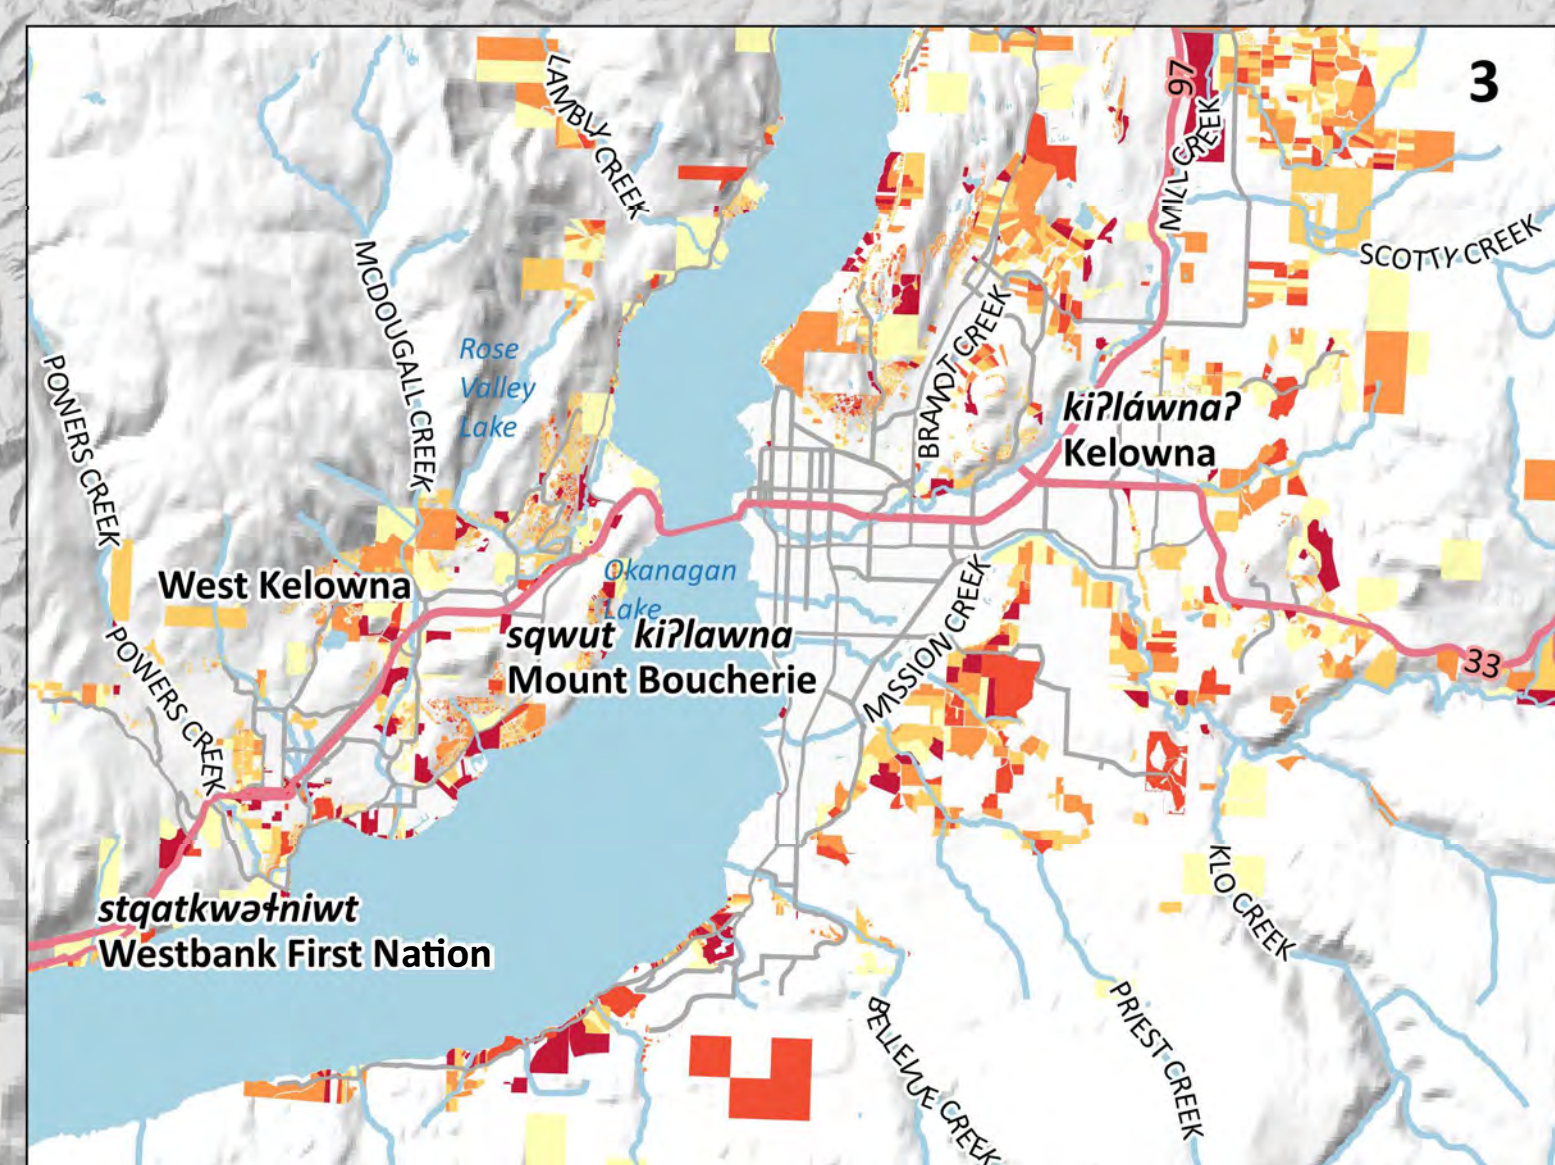 3
97
LAMBLY CREEK
MILL CREEK
SCOTTY CREEK
MCDOUGALL CREEK
BRANDT CREEK
Rose
Valley
Lake
POWERS CREEK
kiʔláwnaʔ
Kelowna
West Kelowna
Okanagan
Lake
sqwut kiʔlawna
Mount Boucherie
MISSION CREEK
POWERS CREEK
33
KLO CREEK
stqatkwəɬniwt
Westbank First Nation
BELLEVUE CREEK
PRIEST CREEK